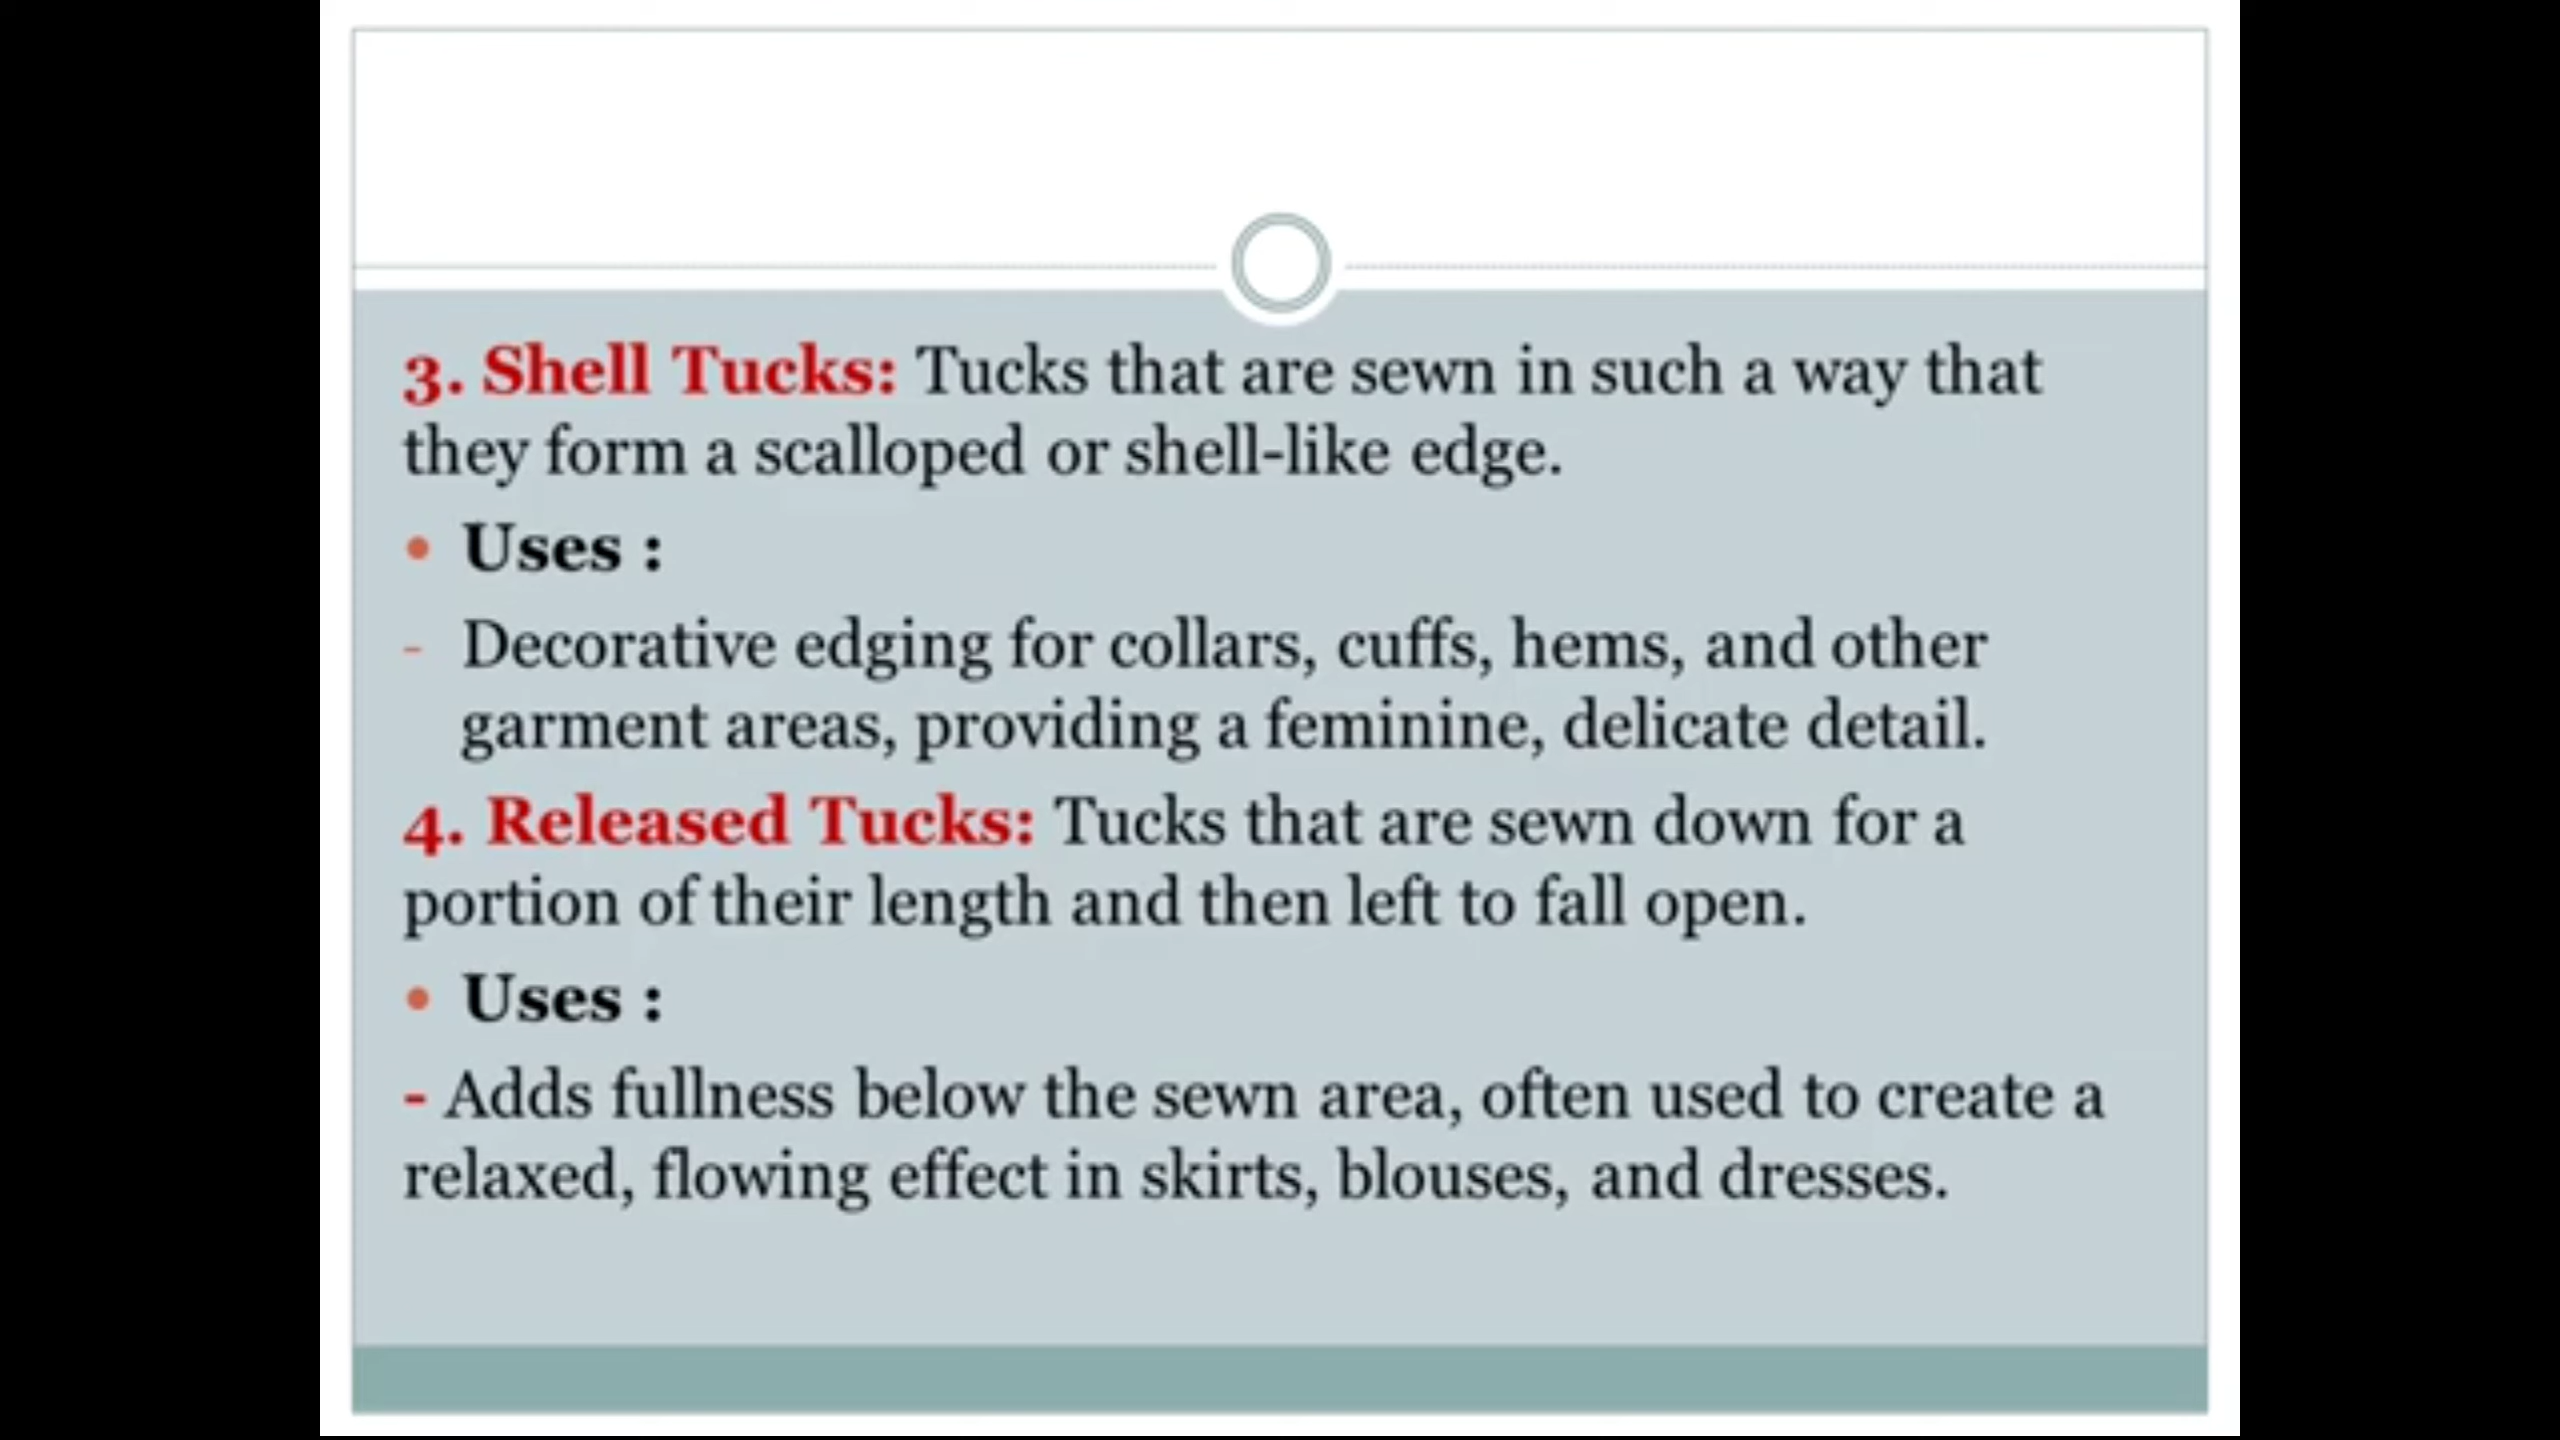 3. Shell Tucks: Tucks that are sewn in such a way that
they form a scalloped or shell-like edge.
• Uses :
- Decorative edging for collars, cuffs, hems, and other
garment areas, providing a feminine, delicate detail.
4. Released Tucks: Tucks that are sewn down for a
portion of their length and then left to fall open.
• Uses :
- Adds fullness below the sewn area, often used to create a
relaxed, flowing effect in skirts, blouses, and dresses.